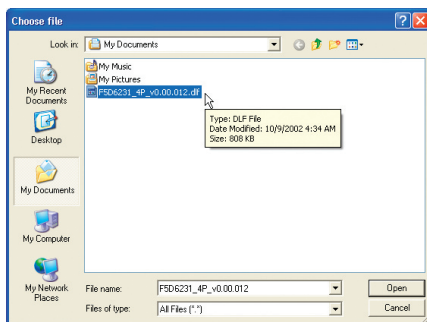 Choose file
Look in: My Documents
My Recent
Documents
Desktop
My Documents
My Computer
My Network
Places
My Music
My Pictures
F5D6231_4P_v0.00.012.dlf
Type: DLF File
Date Modified: 10/9/2002 4:34 AM
Size: 808 KB
File name: F5D6231_4P_v0.00.012 Open
Files of type: All Files (*.*) Cancel